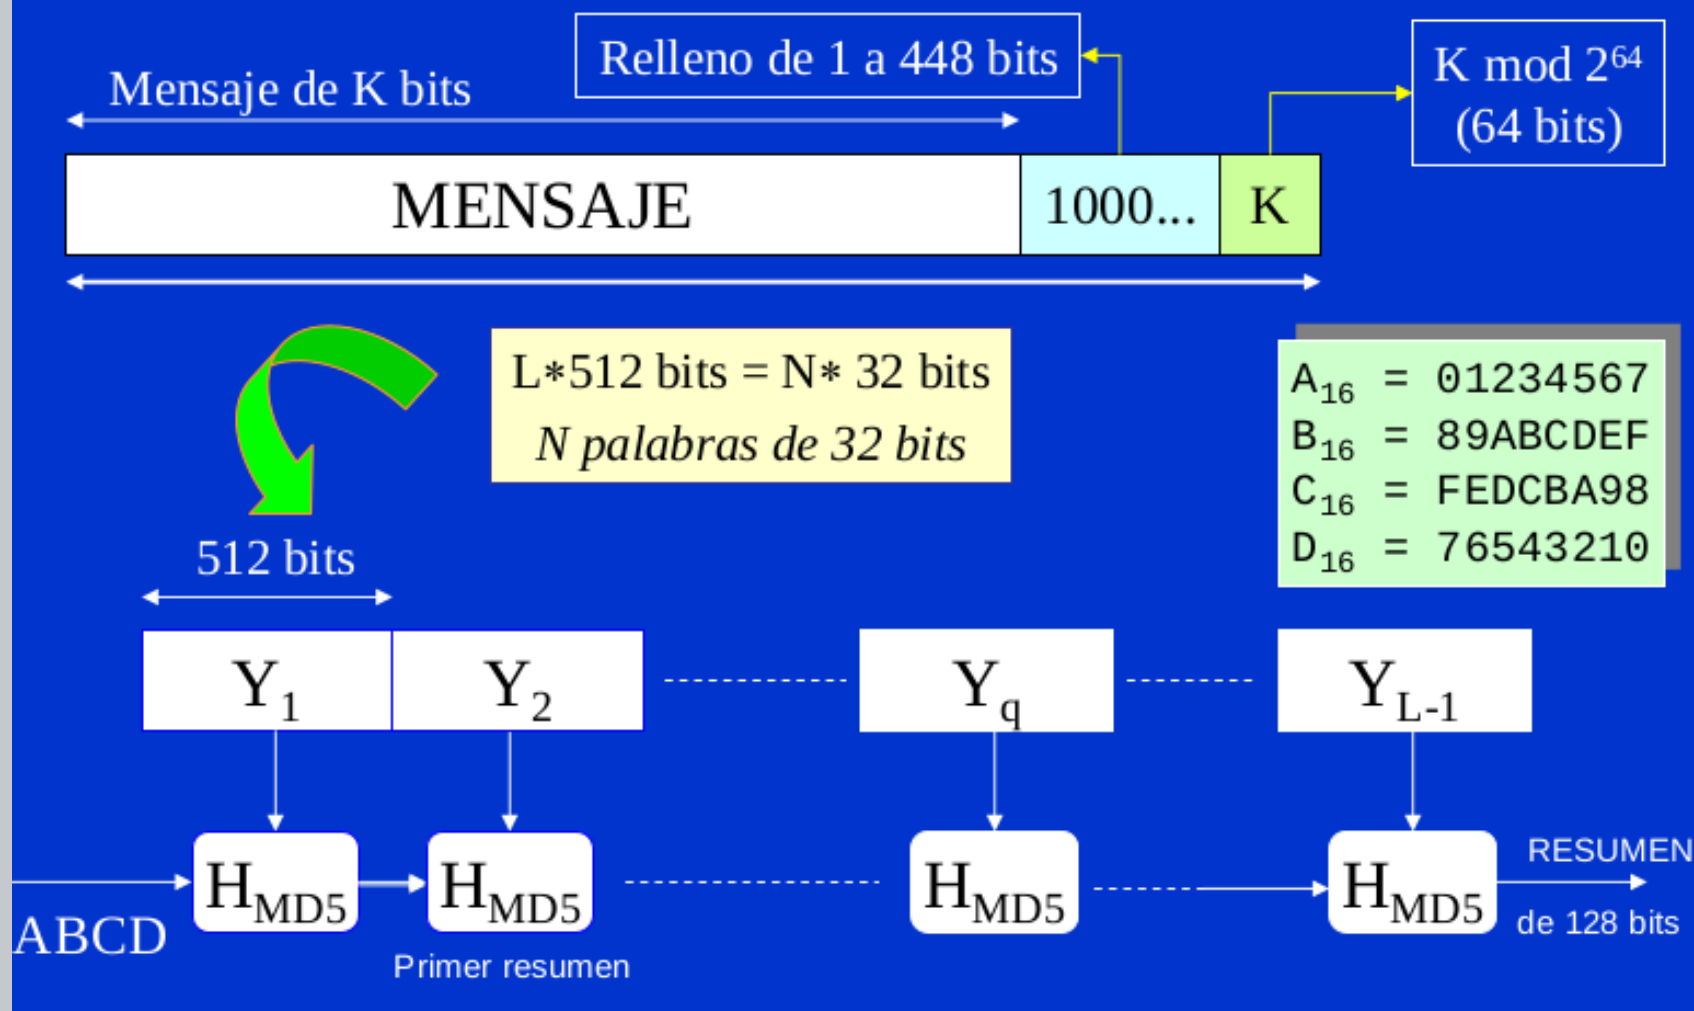 Relleno de 1 a 448 bits
K mod 2⁶⁴
(64 bits)
Mensaje de K bits
MENSAJE
1000...
K
L*512 bits = N* 32 bits
N palabras de 32 bits
A₁₆ = 01234567
B₁₆ = 89ABCDEF
C₁₆ = FEDCBA98
D₁₆ = 76543210
512 bits
Y₁
Y₂
Yq
Y_L-1
H_MD5
H_MD5
H_MD5
H_MD5
RESUMEN
de 128 bits
ABCD
Primer resumen